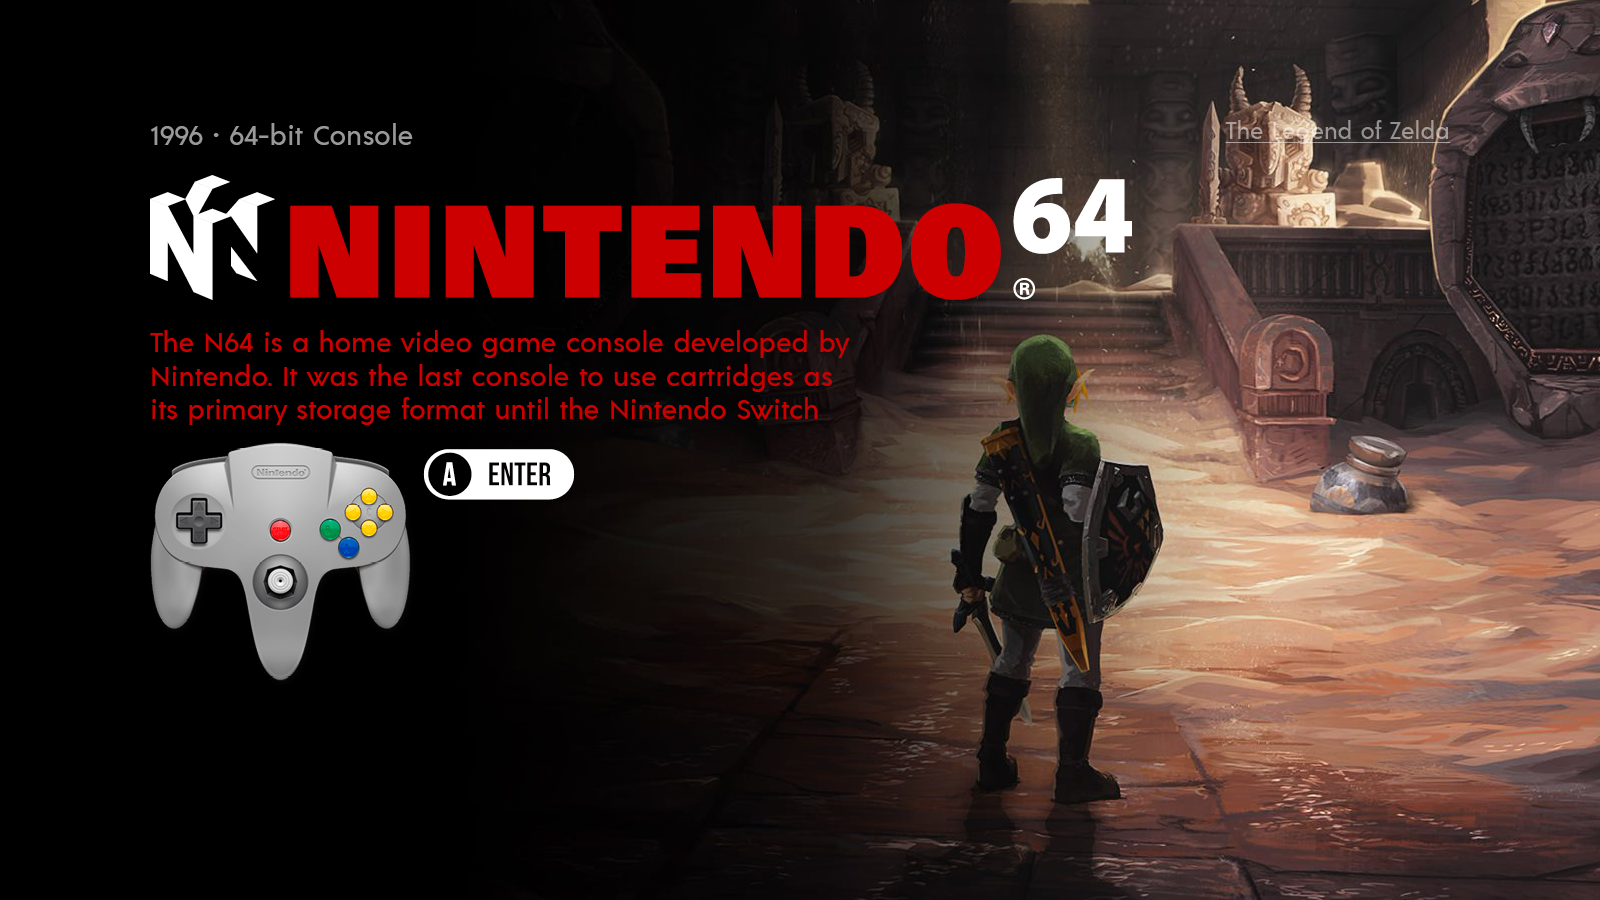 1996 · 64-bit Console
The Legend of Zelda
NINTENDO 64
®
The N64 is a home video game console developed by
Nintendo. It was the last console to use cartridges as
its primary storage format until the Nintendo Switch
Nintendo
A ENTER